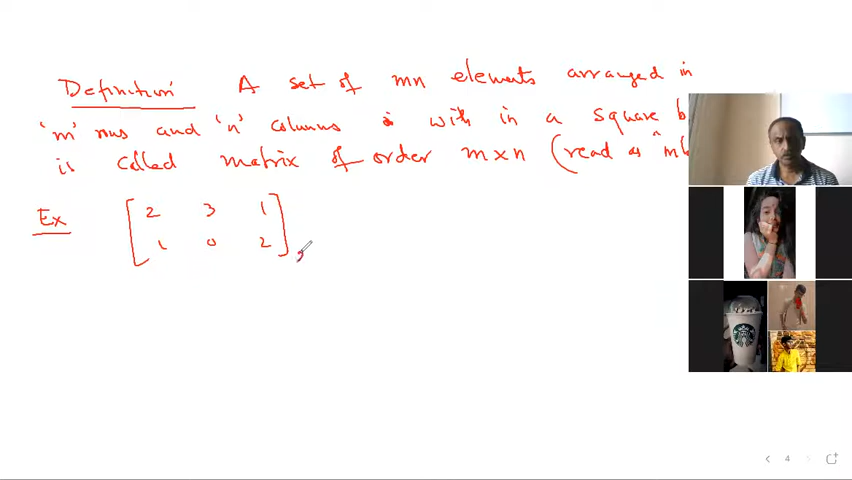 Definition A set of mn elements arranged in
'm' rows and 'n' columns with in a square
is called matrix of order m×n (read as
Ex [2 3 1
1 0 2],
4